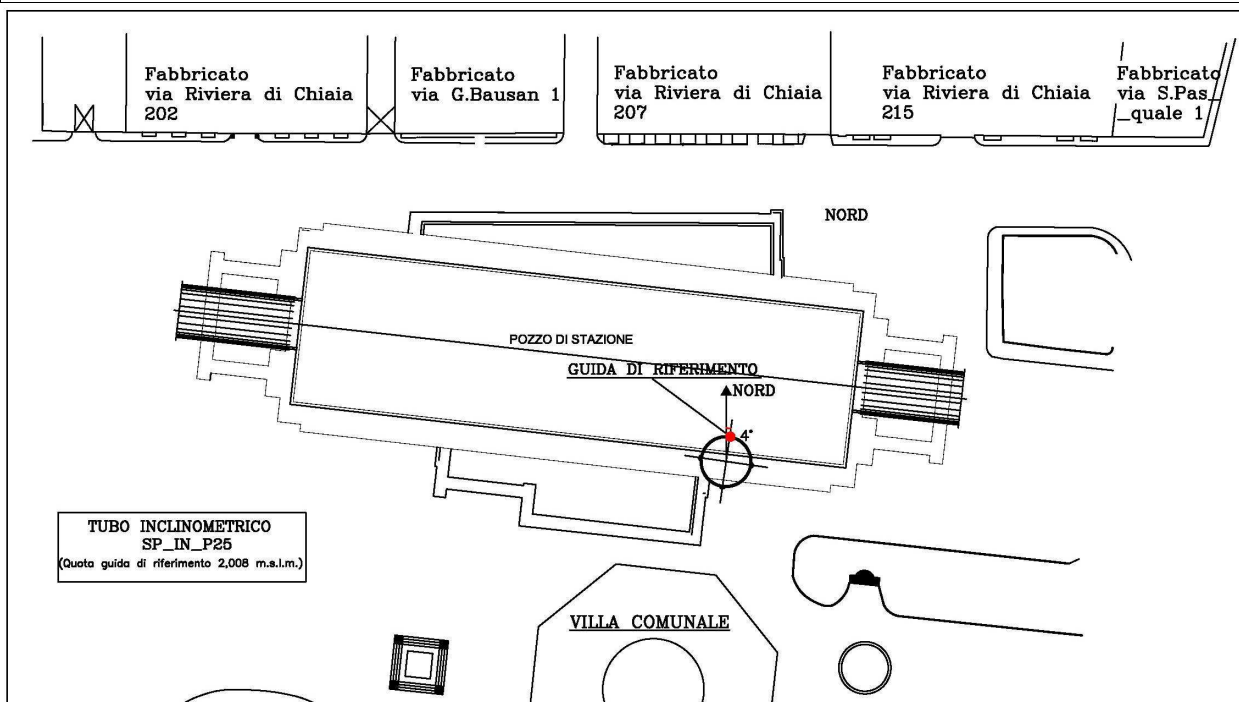 Fabbricato
via Riviera di Chiaia
202
Fabbricato
via G.Bausan 1
Fabbricato
via Riviera di Chiaia
207
Fabbricato
via Riviera di Chiaia
215
Fabbricato
via S.Pas_
_quale 1
NORD
POZZO DI STAZIONE
GUIDA DI RIFERIMENTO
NORD
4°
TUBO INCLINOMETRICO
SP_IN_P25
(Quota guida di riferimento 2,008 m.s.l.m.)
VILLA COMUNALE